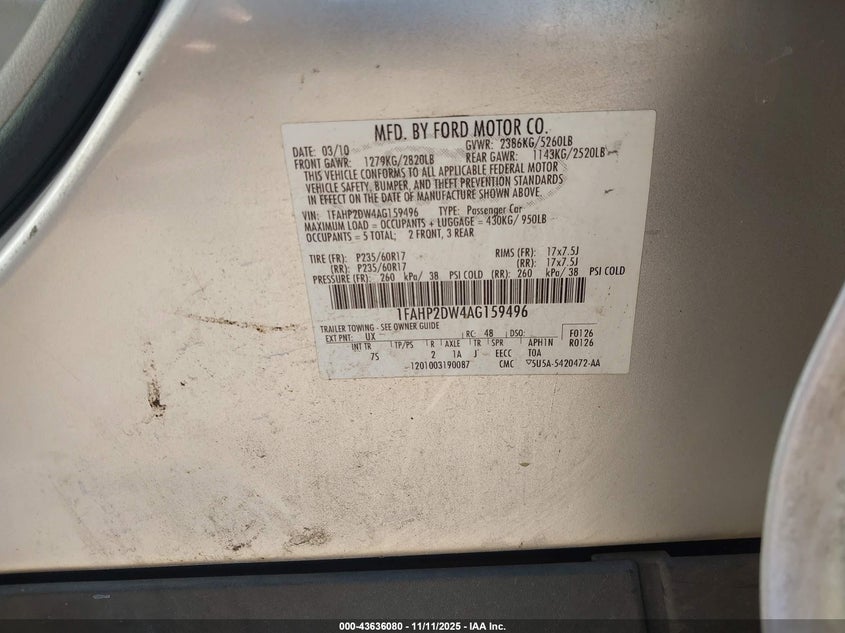 MFD. BY FORD MOTOR CO.
DATE: 03/10 GVWR: 2386KG/5260LB
FRONT GAWR: 1279KG/2820LB REAR GAWR: 1143KG/2520LB
THIS VEHICLE CONFORMS TO ALL APPLICABLE FEDERAL MOTOR
VEHICLE SAFETY, BUMPER, AND THEFT PREVENTION STANDARDS
IN EFFECT ON THE DATE OF MANUFACTURE SHOWN ABOVE.
VIN: 1FAHP2DW4AG159496 TYPE: Passenger Car
MAXIMUM LOAD = OCCUPANTS + LUGGAGE = 430KG/ 950LB
OCCUPANTS = 5 TOTAL; 2 FRONT, 3 REAR
TIRE (FR): P235/60R17 RIMS (FR): 17x7.5J
(RR): P235/60R17 (RR): 17x7.5J
PRESSURE (FR): 260 kPa/ 38 PSI COLD (RR): 260 kPa/ 38 PSI COLD
1FAHP2DW4AG159496
TRAILER TOWING - SEE OWNER GUIDE
EXT PNT: UX RC: 48 DSO: F0126
INT TR TP/PS R AXLE TR SPR APH1N R0126
7S 2 1A J EECC T0A
1201003190087 CMC ▽5U5A-5420472-AA
000-43636080 - 11/11/2025 - IAA Inc.